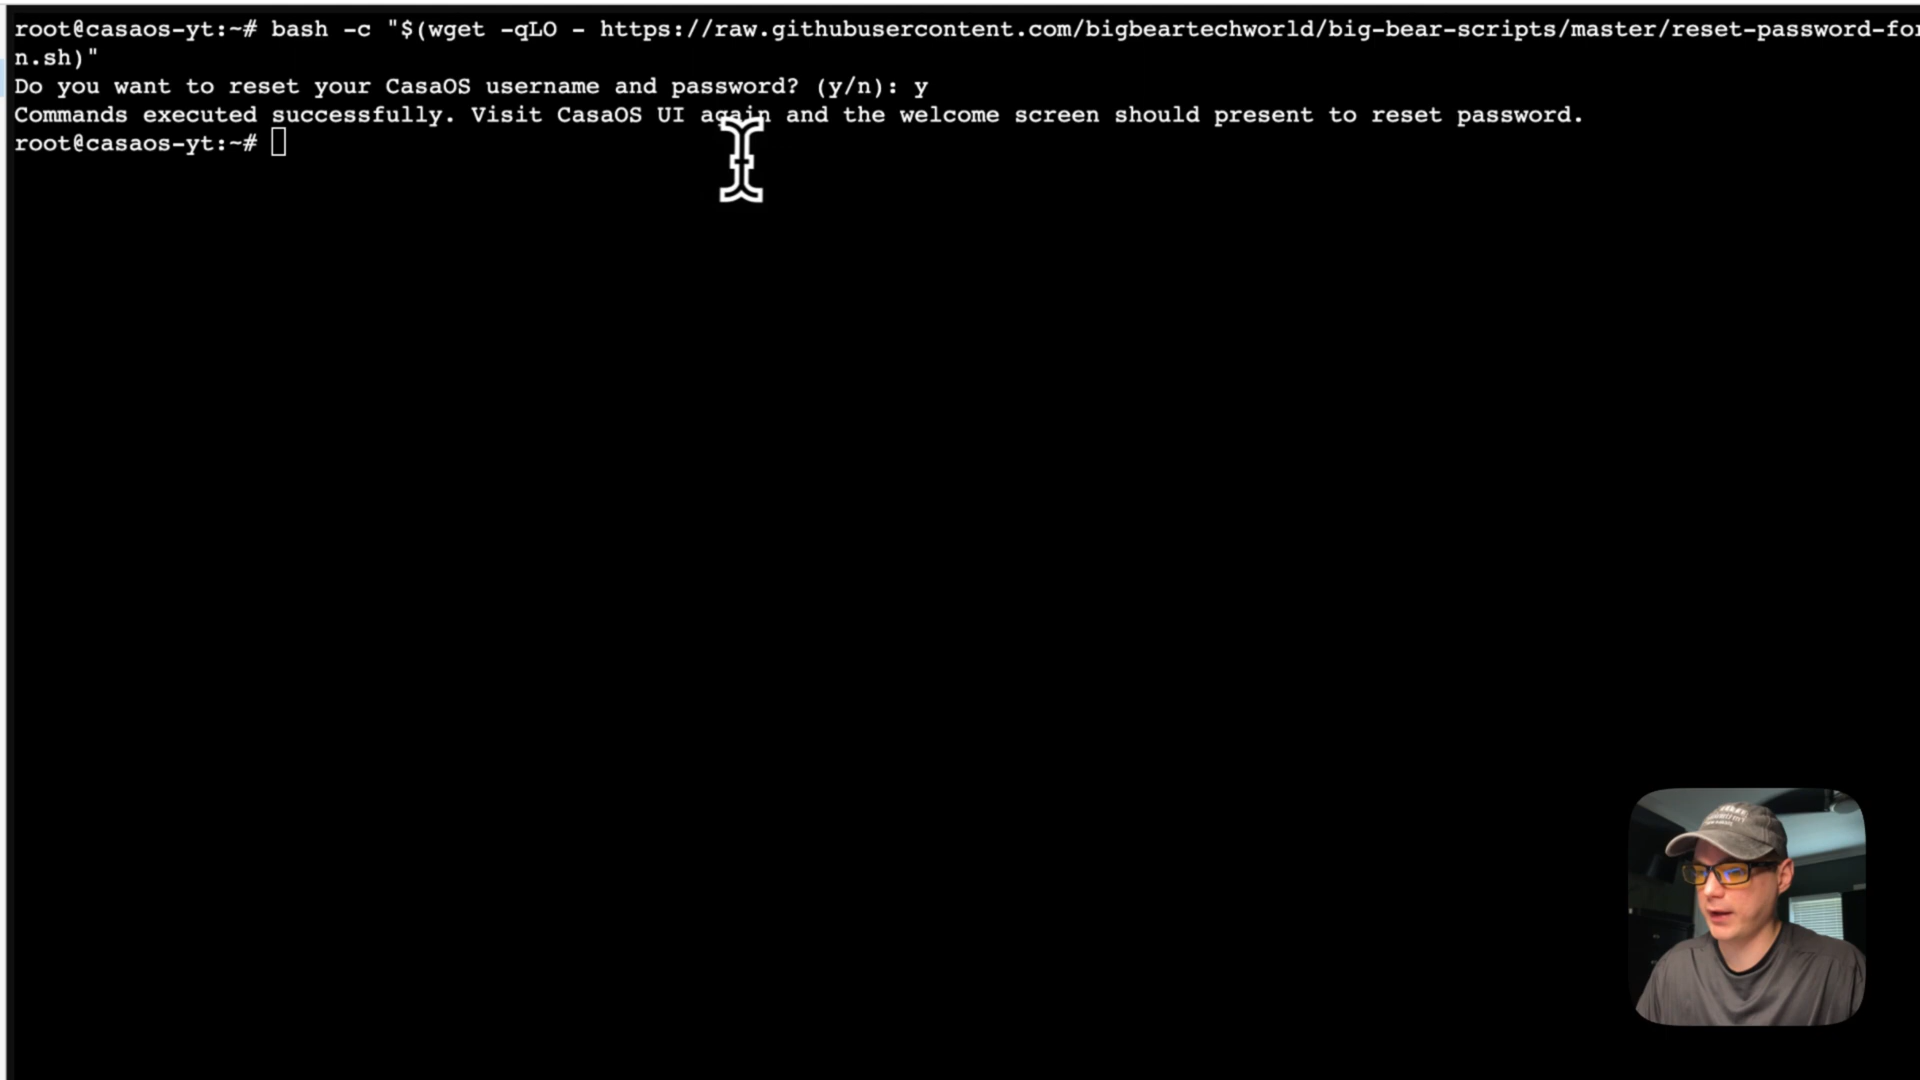 root@casaos-yt:~# bash -c "$(wget -qLO - https://raw.githubusercontent.com/bigbeartechworld/big-bear-scripts/master/reset-password-for
n.sh)"
Do you want to reset your CasaOS username and password? (y/n): y
Commands executed successfully. Visit CasaOS UI again and the welcome screen should present to reset password.
root@casaos-yt:~#